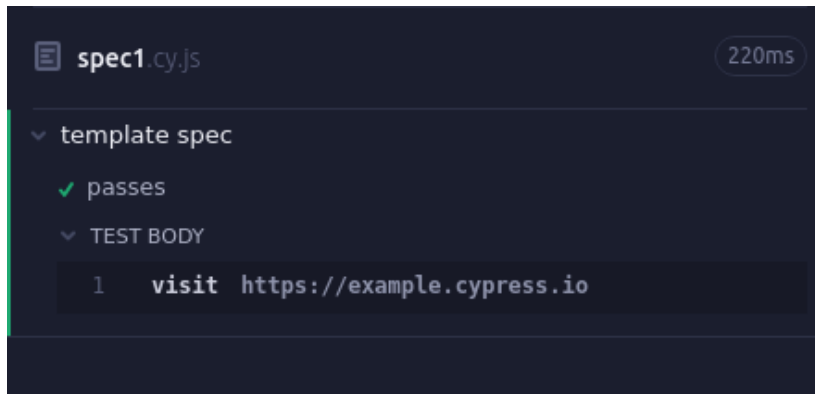 spec1.cy.js 220ms
template spec
passes
TEST BODY
1 visit https://example.cypress.io